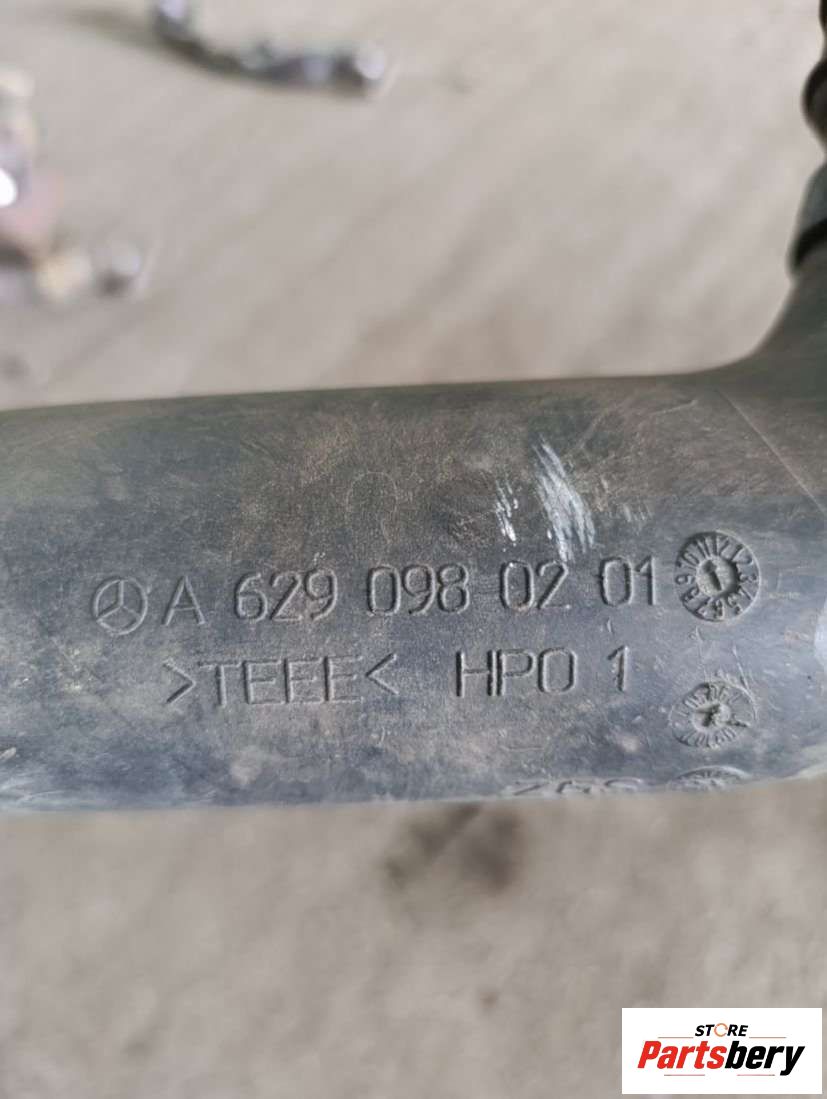 A 629 098 02 01
>TEEE< HPO 1
STORE
Partsbery